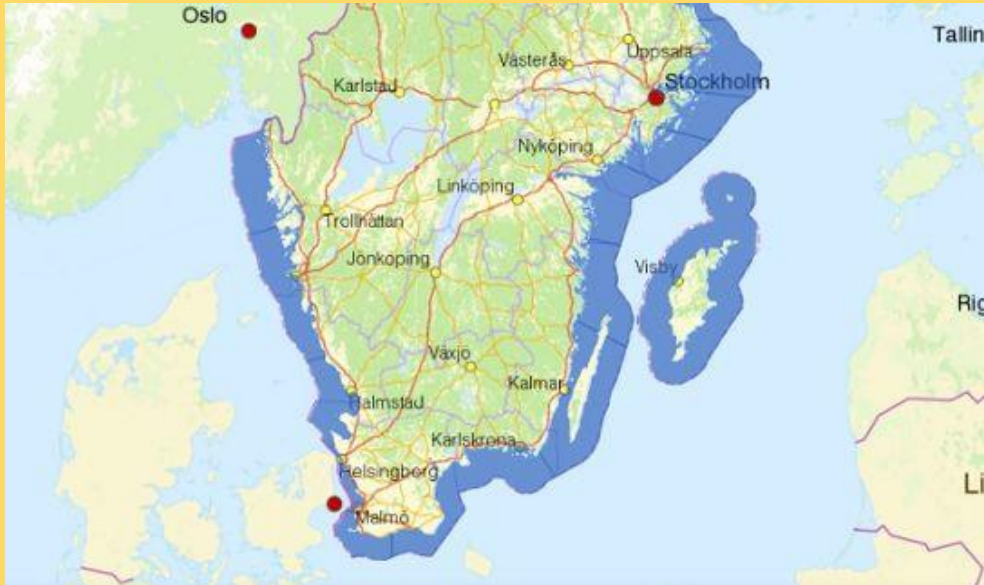 Oslo
Tallin
Uppsala
Västerås
Stockholm
Karlstad
Nyköping
Linköping
Trollhättan
Jönköping
Visby
Rig
Växjö
Kalmar
Halmstad
Karlskrona
Helsingborg
Li
Malmö